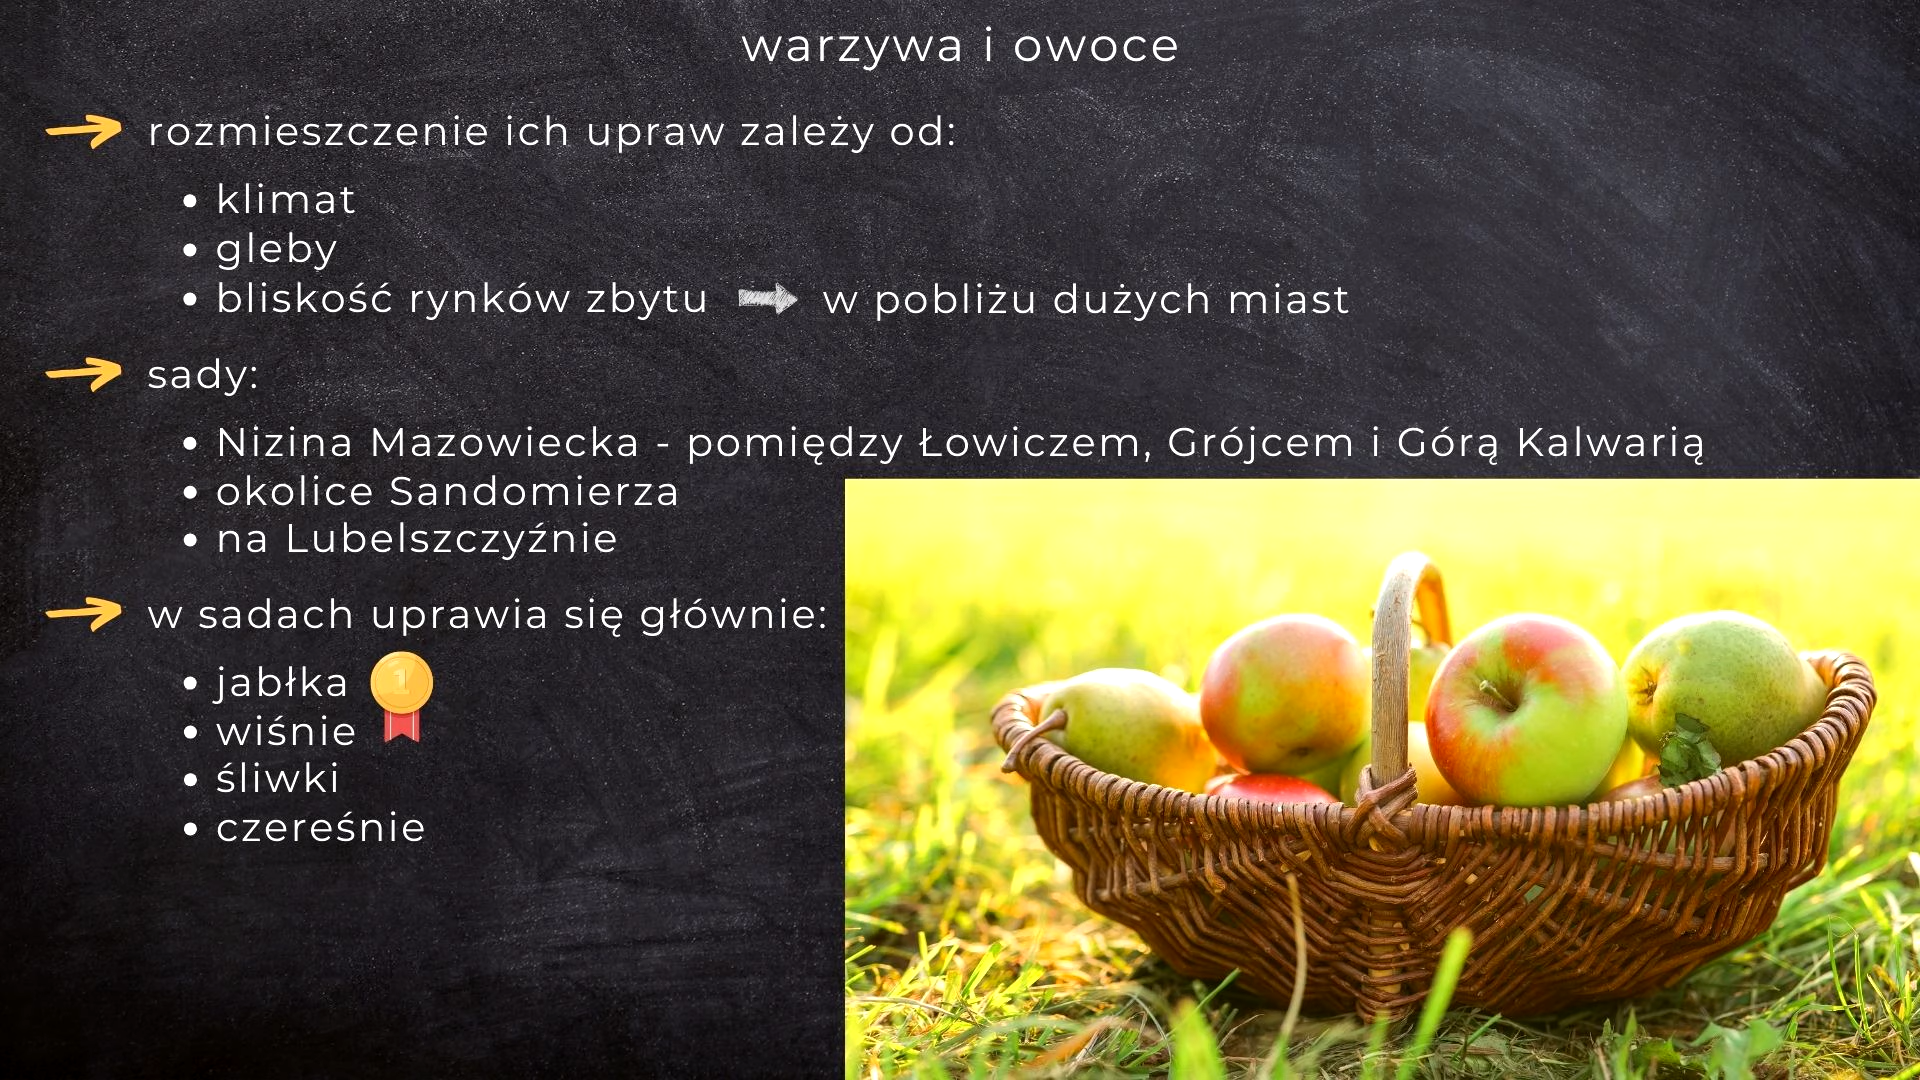 warzywa i owoce
rozmieszczenie ich upraw zależy od:
klimat
gleby
bliskość rynków zbytu w pobliżu dużych miast
sady:
Nizina Mazowiecka - pomiędzy Łowiczem, Grójcem i Górą Kalwarią
okolice Sandomierza
na Lubelszczyźnie
w sadach uprawia się głównie:
jabłka 1
wiśnie
śliwki
czereśnie